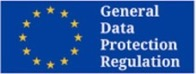 General
Data
Protection
Regulation